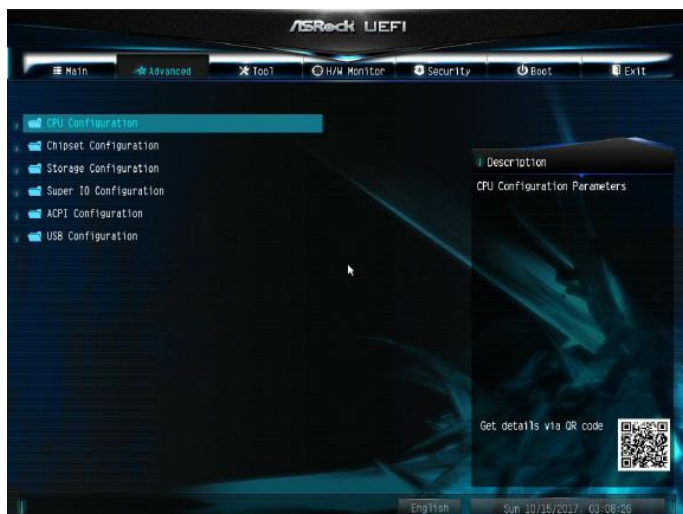 ASRock UEFI
Main
Advanced
Tool
H/W Monitor
Security
Boot
Exit
CPU Configuration
Chipset Configuration
Storage Configuration
Super IO Configuration
ACPI Configuration
USB Configuration
Description
CPU Configuration Parameters
Get details via QR code
English
Sun 10/15/2017. 03:08:26